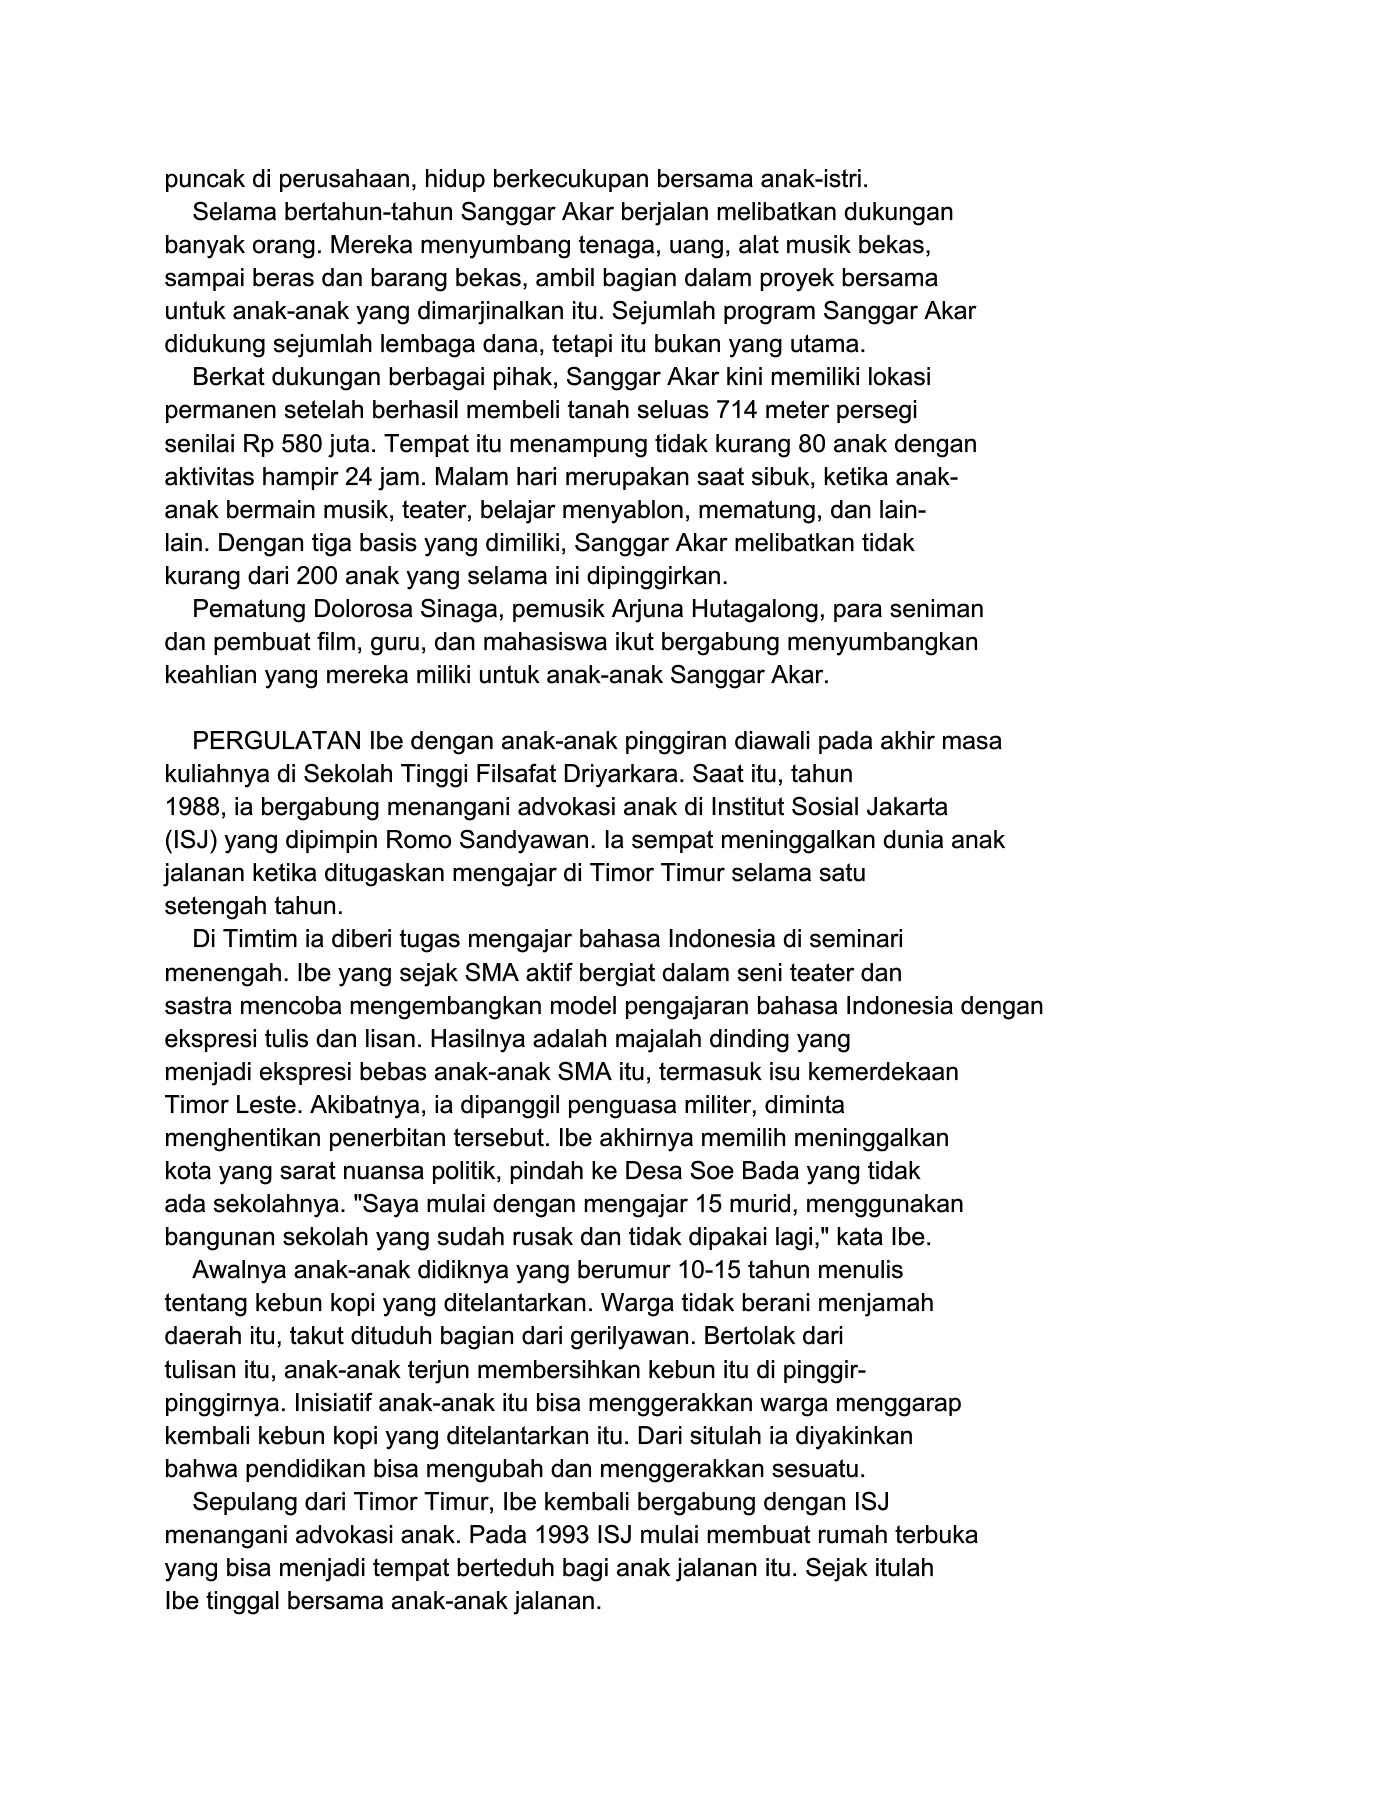 puncak di perusahaan, hidup berkecukupan bersama anak-istri.
Selama bertahun-tahun Sanggar Akar berjalan melibatkan dukungan
banyak orang. Mereka menyumbang tenaga, uang, alat musik bekas,
sampai beras dan barang bekas, ambil bagian dalam proyek bersama
untuk anak-anak yang dimarjinalkan itu. Sejumlah program Sanggar Akar
didukung sejumlah lembaga dana, tetapi itu bukan yang utama.
Berkat dukungan berbagai pihak, Sanggar Akar kini memiliki lokasi
permanen setelah berhasil membeli tanah seluas 714 meter persegi
senilai Rp 580 juta. Tempat itu menampung tidak kurang 80 anak dengan
aktivitas hampir 24 jam. Malam hari merupakan saat sibuk, ketika anak-
anak bermain musik, teater, belajar menyablon, mematung, dan lain-
lain. Dengan tiga basis yang dimiliki, Sanggar Akar melibatkan tidak
kurang dari 200 anak yang selama ini dipinggirkan.
Pematung Dolorosa Sinaga, pemusik Arjuna Hutagalong, para seniman
dan pembuat film, guru, dan mahasiswa ikut bergabung menyumbangkan
keahlian yang mereka miliki untuk anak-anak Sanggar Akar.
PERGULATAN Ibe dengan anak-anak pinggiran diawali pada akhir masa
kuliahnya di Sekolah Tinggi Filsafat Driyarkara. Saat itu, tahun
1988, ia bergabung menangani advokasi anak di Institut Sosial Jakarta
(ISJ) yang dipimpin Romo Sandyawan. Ia sempat meninggalkan dunia anak
jalanan ketika ditugaskan mengajar di Timor Timur selama satu
setengah tahun.
Di Timtim ia diberi tugas mengajar bahasa Indonesia di seminari
menengah. Ibe yang sejak SMA aktif bergiat dalam seni teater dan
sastra mencoba mengembangkan model pengajaran bahasa Indonesia dengan
ekspresi tulis dan lisan. Hasilnya adalah majalah dinding yang
menjadi ekspresi bebas anak-anak SMA itu, termasuk isu kemerdekaan
Timor Leste. Akibatnya, ia dipanggil penguasa militer, diminta
menghentikan penerbitan tersebut. Ibe akhirnya memilih meninggalkan
kota yang sarat nuansa politik, pindah ke Desa Soe Bada yang tidak
ada sekolahnya. "Saya mulai dengan mengajar 15 murid, menggunakan
bangunan sekolah yang sudah rusak dan tidak dipakai lagi," kata Ibe.
Awalnya anak-anak didiknya yang berumur 10-15 tahun menulis
tentang kebun kopi yang ditelantarkan. Warga tidak berani menjamah
daerah itu, takut dituduh bagian dari gerilyawan. Bertolak dari
tulisan itu, anak-anak terjun membersihkan kebun itu di pinggir-
pinggirnya. Inisiatif anak-anak itu bisa menggerakkan warga menggarap
kembali kebun kopi yang ditelantarkan itu. Dari situlah ia diyakinkan
bahwa pendidikan bisa mengubah dan menggerakkan sesuatu.
Sepulang dari Timor Timur, Ibe kembali bergabung dengan ISJ
menangani advokasi anak. Pada 1993 ISJ mulai membuat rumah terbuka
yang bisa menjadi tempat berteduh bagi anak jalanan itu. Sejak itulah
Ibe tinggal bersama anak-anak jalanan.